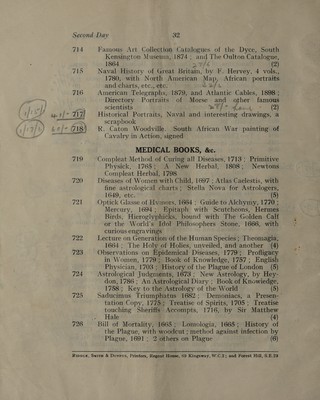 Second Day 32
714 Famous Art Collection Catalogues of the Dyce, South
Kensington Museum, 1874 ; and The Oulton Catalogue,
1864 (2)
715 Naval History of Great Britain, by F. Hervey, 4 vols.,
1780, with North American Map, African portraits
and charts, etc., etc.
716 American Telegraphs, 1879, and Atlantic Cables, 1898 ;
Directory Portraits of Morse and other famous
scientists (2)
717 Historical Portraits, Naval and interesting drawings, a
scrapbook
718 R. Caton Woodville. South African War painting of
Cavalry in Action, signed
MEDICAL BOOKS, &c.
719 Compleat Method of Curing all Diseases, 1713 ; Primitive
Physick, 1765 ; A New Herbal, 1808 ; Newtons
Compleat Herbal, 1798
720 Diseases of Women with Child, 1697 ; Atlas Caelestis, with
fine astrological charts ; Stella Nova for Astrologers,
1649, etc. (5)
721 Optick Glasse of Humors, 1664 ; Guide to Alchymy, 1770 ;
Mercury, 1694 ; Epitaph with Scutcheons, Hermes
Birds, Hieroglyphicks, bound with The Golden Calf
or the World's Idol Philosophers Stone, 1666, with
curious engravings
722 Lecture on Generation of the Human Species ; Theomagia,
1664 ; The Holy of Holies, unveiled, and another (4)
723 Observations on Epidemical Diseases, 1779 ; Profligacy
in Women, 1779 ; Book of Knowledge, 1787 ; English
Physician, 1703 ; History of the Plague of London (5)
724 Astrological Judgments, 1673 ; New Astrology, by Hey-
don, 1786 ; An Astrological Diary ; Book of Knowledge,
1758 ; Key to the Astrology of the World (5)
725 Saducismus Triumphatus 1682 ; Demoniacs, a Presen-
tation Copy, 1775 ; Treatise of Spirits, 1705 ; Treatise
touching Sheriffs Accompts, 1716, by Sir Matthew
Hale (4)
726 Bill of Mortality, 1665 ; Loimologia, 1665 ; History of
the Plague, with woodcut ; method against infection by
Plague, 1691 ; 2 others on Plague (6)